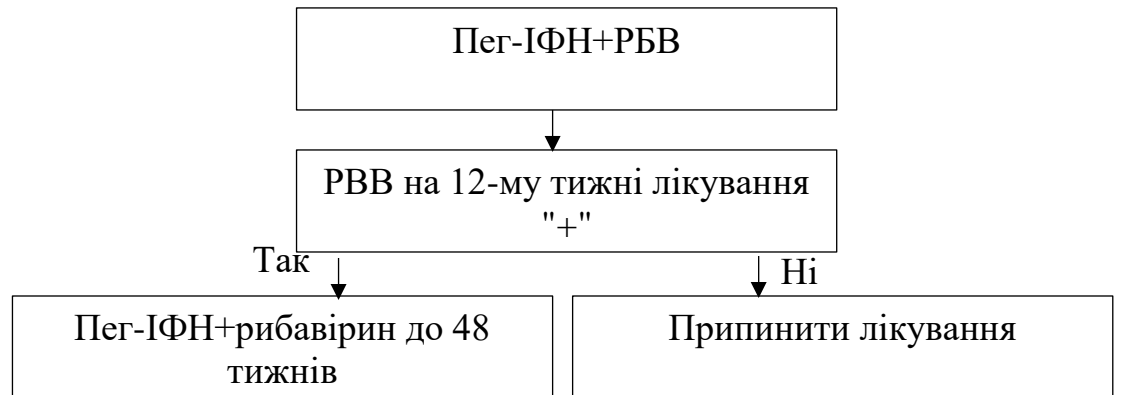 Пег-ІФН+РБВ
РВВ на 12-му тижні лікування
"+"
Так
Ні
Пег-ІФН+рибавірин до 48
тижнів
Припинити лікування